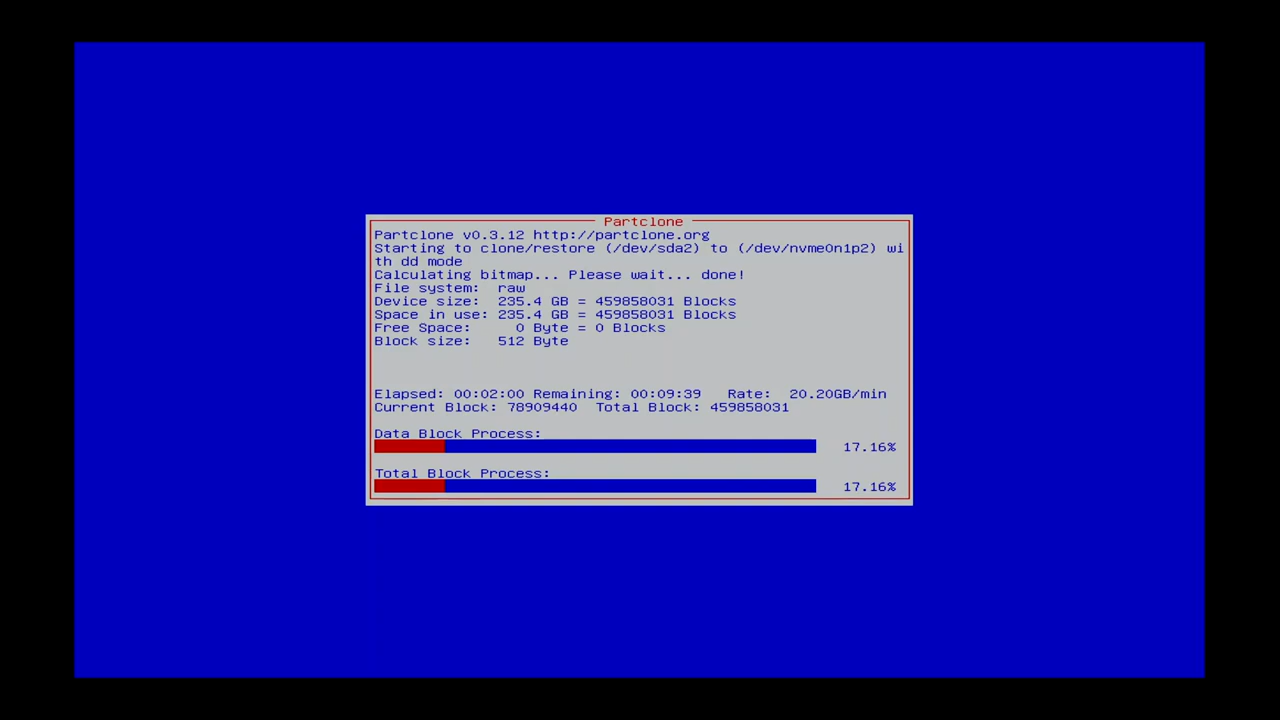 Partclone
Partclone v0.3.12 http://partclone.org
Starting to clone/restore (/dev/sda2) to (/dev/nvme0n1p2) wi
th dd mode
Calculating bitmap... Please wait... done!
File system:  raw
Device size:  235.4 GB = 459858031 Blocks
Space in use: 235.4 GB = 459858031 Blocks
Free Space:     0 Byte = 0 Blocks
Block size:   512 Byte
Elapsed: 00:02:00 Remaining: 00:09:39   Rate:  20.20GB/min
Current Block: 78909440  Total Block: 459858031
Data Block Process:
17.16%
Total Block Process:
17.16%